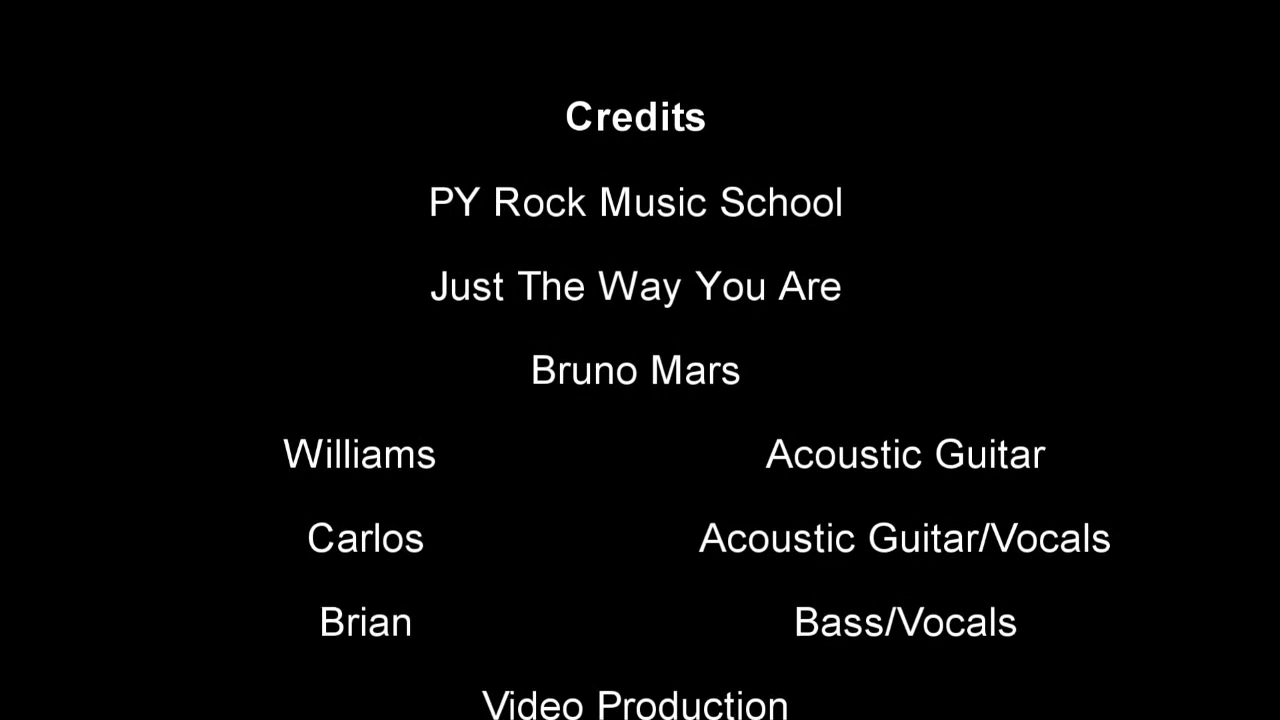 Credits
PY Rock Music School
Just The Way You Are
Bruno Mars
Williams Acoustic Guitar
Carlos Acoustic Guitar/Vocals
Brian Bass/Vocals
Video Production